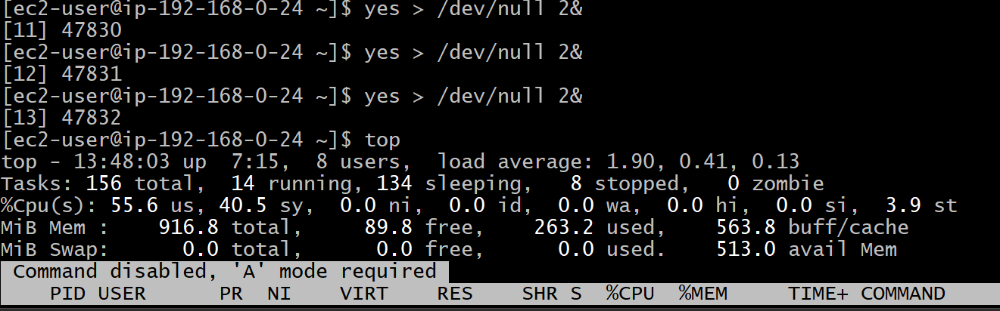 [ec2-user@ip-192-168-0-24 ~]$ yes > /dev/null 2&
[11] 47830
[ec2-user@ip-192-168-0-24 ~]$ yes > /dev/null 2&
[12] 47831
[ec2-user@ip-192-168-0-24 ~]$ yes > /dev/null 2&
[13] 47832
[ec2-user@ip-192-168-0-24 ~]$ top
top - 13:48:03 up  7:15,  8 users,  load average: 1.90, 0.41, 0.13
Tasks: 156 total,  14 running, 134 sleeping,   8 stopped,   0 zombie
%Cpu(s): 55.6 us, 40.5 sy,  0.0 ni,  0.0 id,  0.0 wa,  0.0 hi,  0.0 si,  3.9 st
MiB Mem :    916.8 total,     89.8 free,    263.2 used,    563.8 buff/cache
MiB Swap:      0.0 total,      0.0 free,      0.0 used.    513.0 avail Mem
Command disabled, 'A' mode required
PID USER      PR  NI    VIRT    RES    SHR S  %CPU  %MEM     TIME+ COMMAND